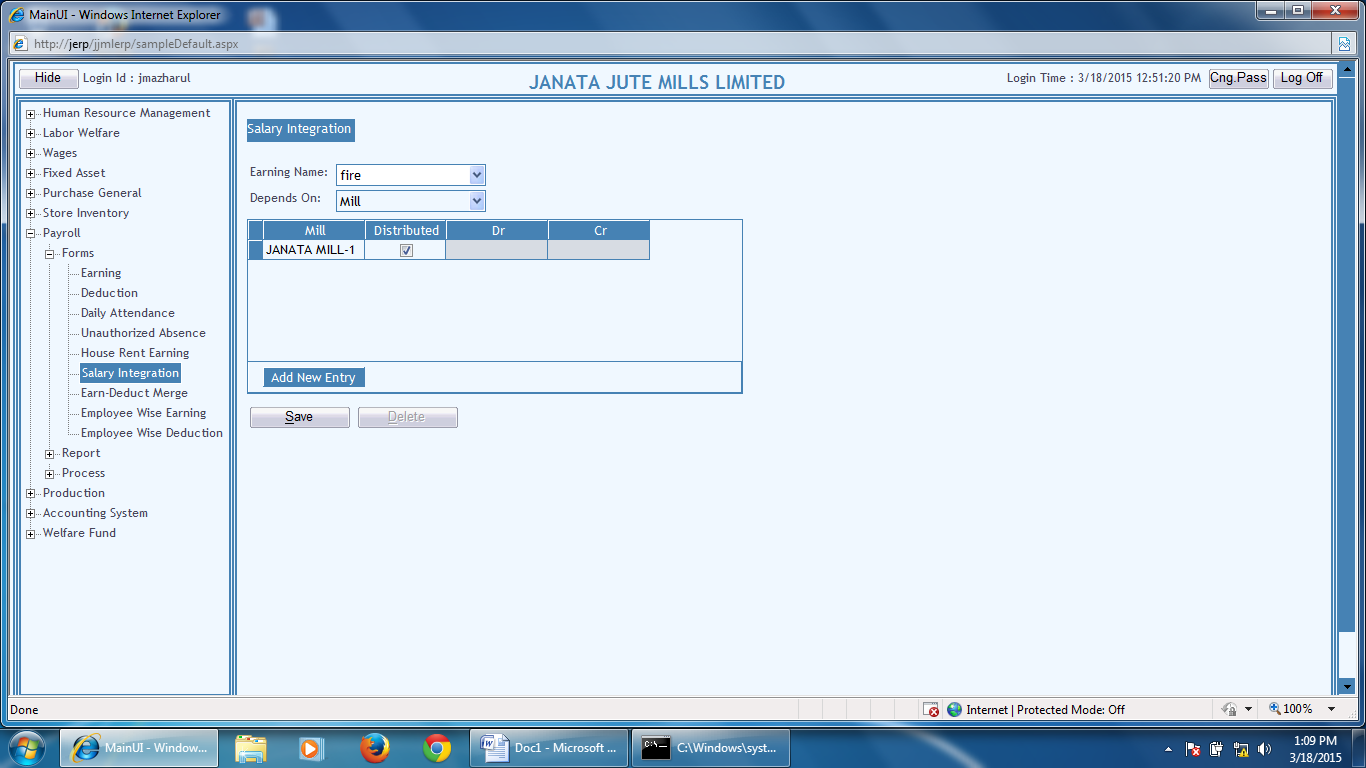 MainUI - Windows Internet Explorer
http://jerp/jjmlerp/sampleDefault.aspx
Hide Login Id : jmazharul JANATA JUTE MILLS LIMITED Login Time : 3/18/2015 12:51:20 PM Cng.Pass Log Off
Human Resource Management
Labor Welfare
Wages
Fixed Asset
Purchase General
Store Inventory
Payroll
Forms
Earning
Deduction
Daily Attendance
Unauthorized Absence
House Rent Earning
Salary Integration
Earn-Deduct Merge
Employee Wise Earning
Employee Wise Deduction
Report
Process
Production
Accounting System
Welfare Fund
Salary Integration
Earning Name: fire
Depends On: Mill
Mill Distributed Dr Cr
JANATA MILL-1
Add New Entry
Save Delete
Done Internet | Protected Mode: Off 100%
MainUI - Window... Doc1 - Microsoft ... C:\Windows\syst... 1:09 PM
3/18/2015